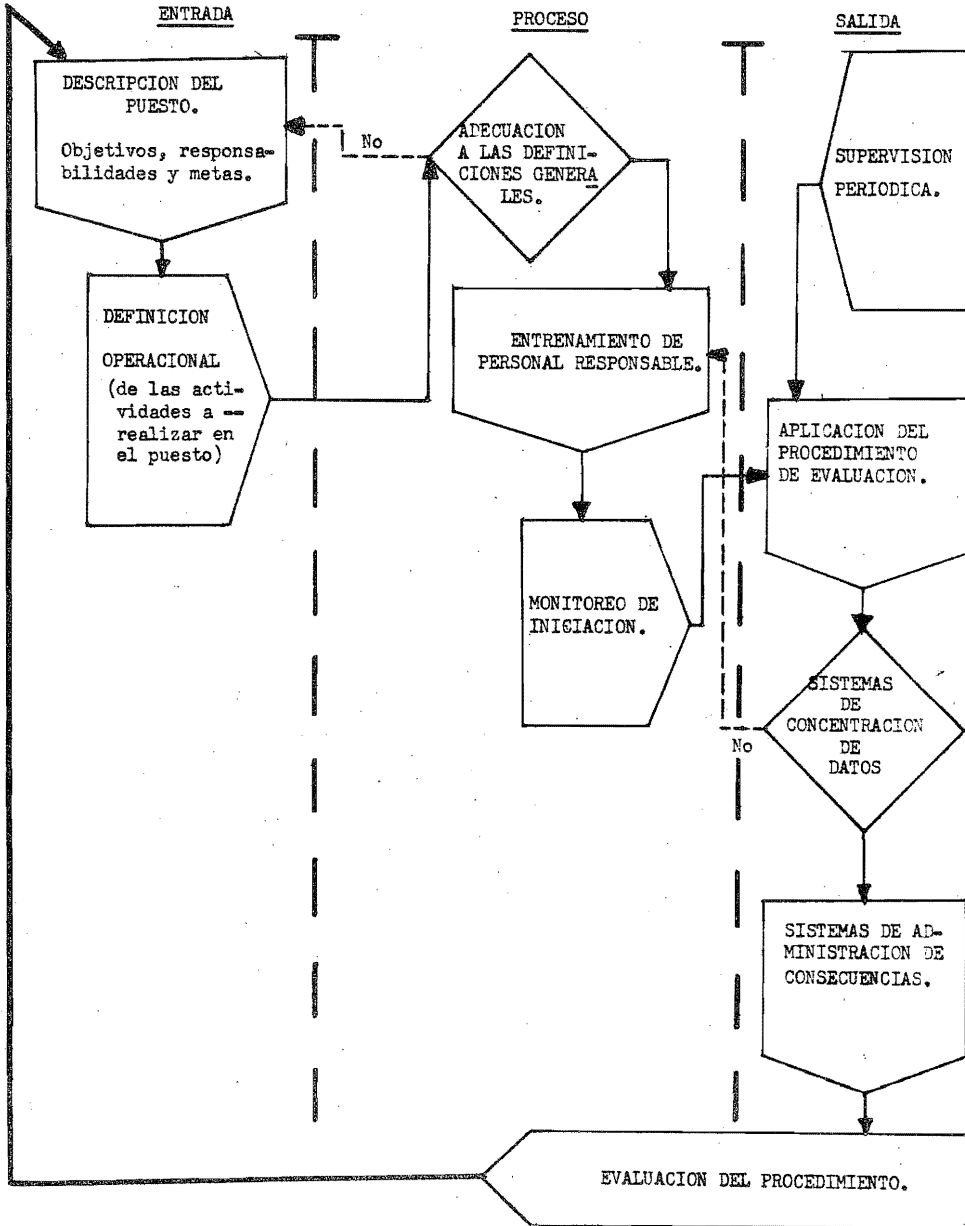 ENTRADA
PROCESO
SALIDA
DESCRIPCION DEL
PUESTO.
Objetivos, responsa-
bilidades y metas.
No
ADECUACION
A LAS DEFINI-
CIONES GENERA
LES.
SUPERVISION
PERIODICA.
DEFINICION
OPERACIONAL
(de las acti-
vidades a --
realizar en
el puesto)
ENTRENAMIENTO DE
PERSONAL RESPONSABLE.
APLICACION DEL
PROCEDIMIENTO
DE EVALUACION.
MONITOREO DE
INICIACION.
SISTEMAS
DE
CONCENTRACION
DE
DATOS
No
SISTEMAS DE AD-
MINISTRACION DE
CONSECUENCIAS.
EVALUACION DEL PROCEDIMIENTO.